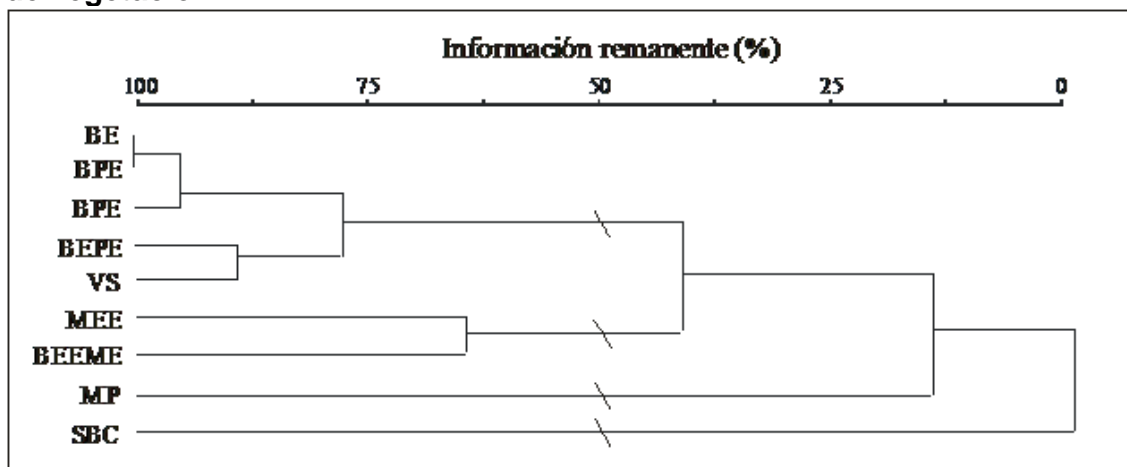 Información remanente (%)
100 75 50 25 0
BE
BPE
BPE
BEPE
VS
MEE
BEEME
MP
SBC